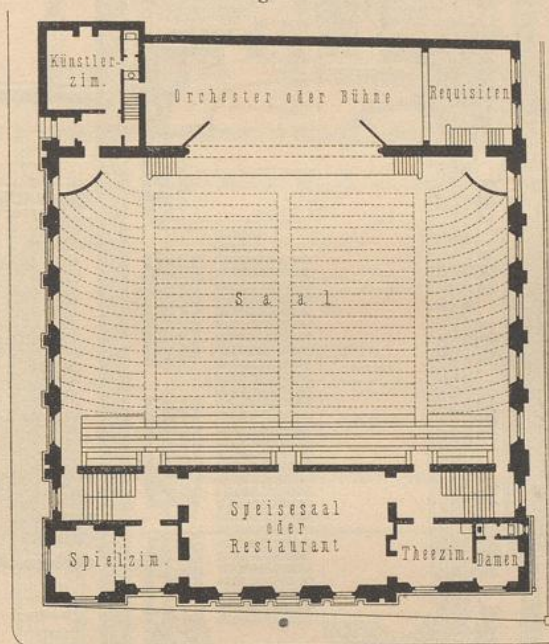 Künstler-
zim.
Orchester oder Bühne
Requisiten
Saal
Speisesaal
oder
Restaurant
Spielzim.
Theezim.
Damen